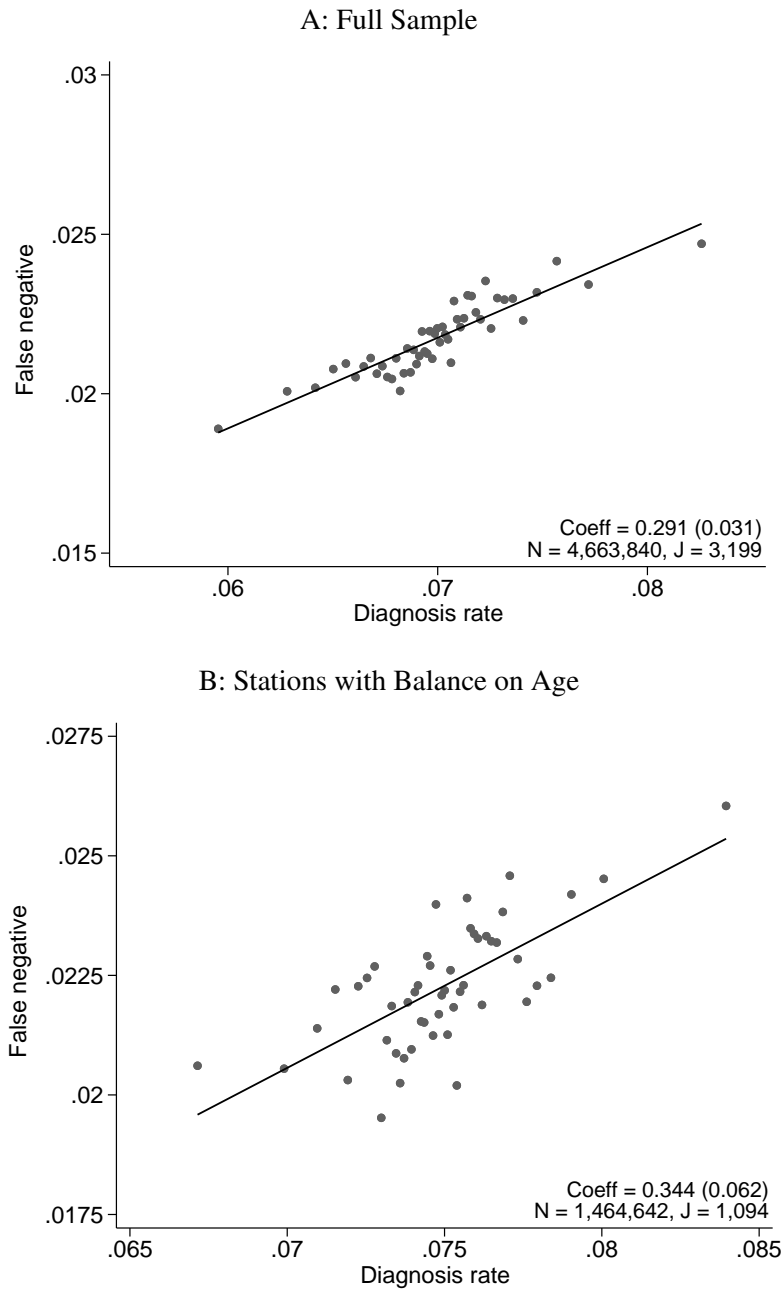 A: Full Sample
.03
.025
.02
.015
False negative
Coeff = 0.291 (0.031)
N = 4,663,840, J = 3,199
.06
.07
.08
Diagnosis rate
B: Stations with Balance on Age
.0275
.025
.0225
.02
.0175
False negative
Coeff = 0.344 (0.062)
N = 1,464,642, J = 1,094
.065
.07
.075
.08
.085
Diagnosis rate